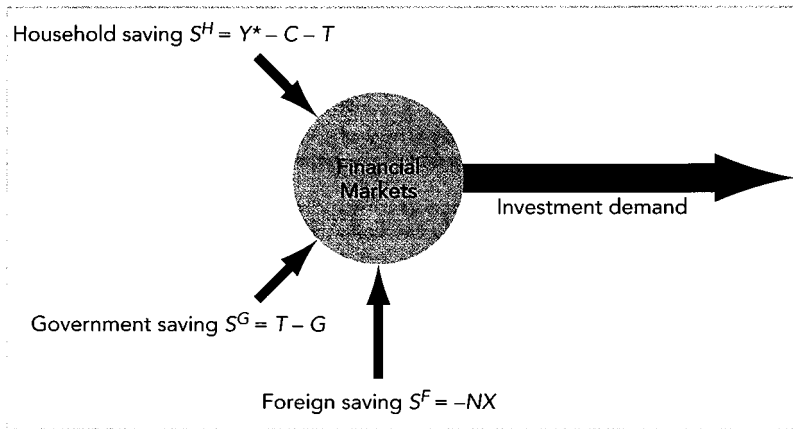 Household saving S^H = Y* – C – T
Financial
Markets
Investment demand
Government saving S^G = T – G
Foreign saving S^F = –NX